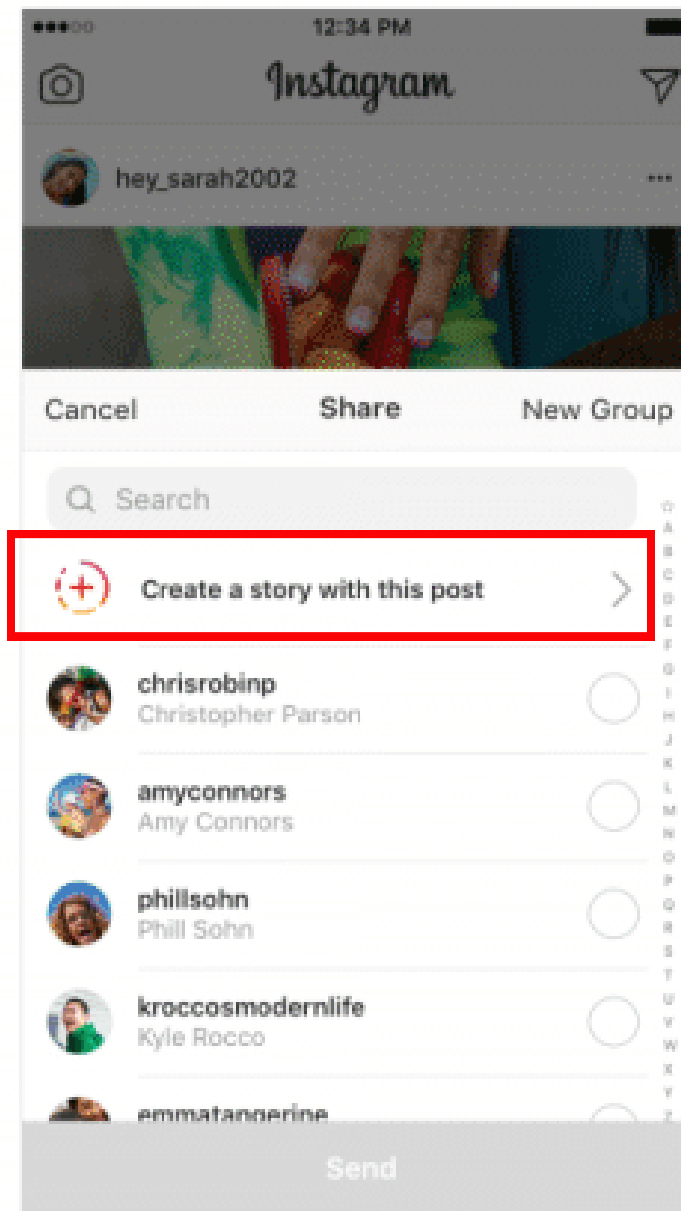 12:34 PM
Instagram
hey_sarah2002
Cancel Share New Group
Search
Create a story with this post
chrisrobinp
Christopher Parson
amyconnors
Amy Connors
phillsohn
Phill Sohn
kroccosmodernlife
Kyle Rocco
emmatangerine
Send
A
B
C
D
E
F
G
I
H
J
K
L
M
N
O
P
Q
R
S
T
U
V
W
X
Y
Z